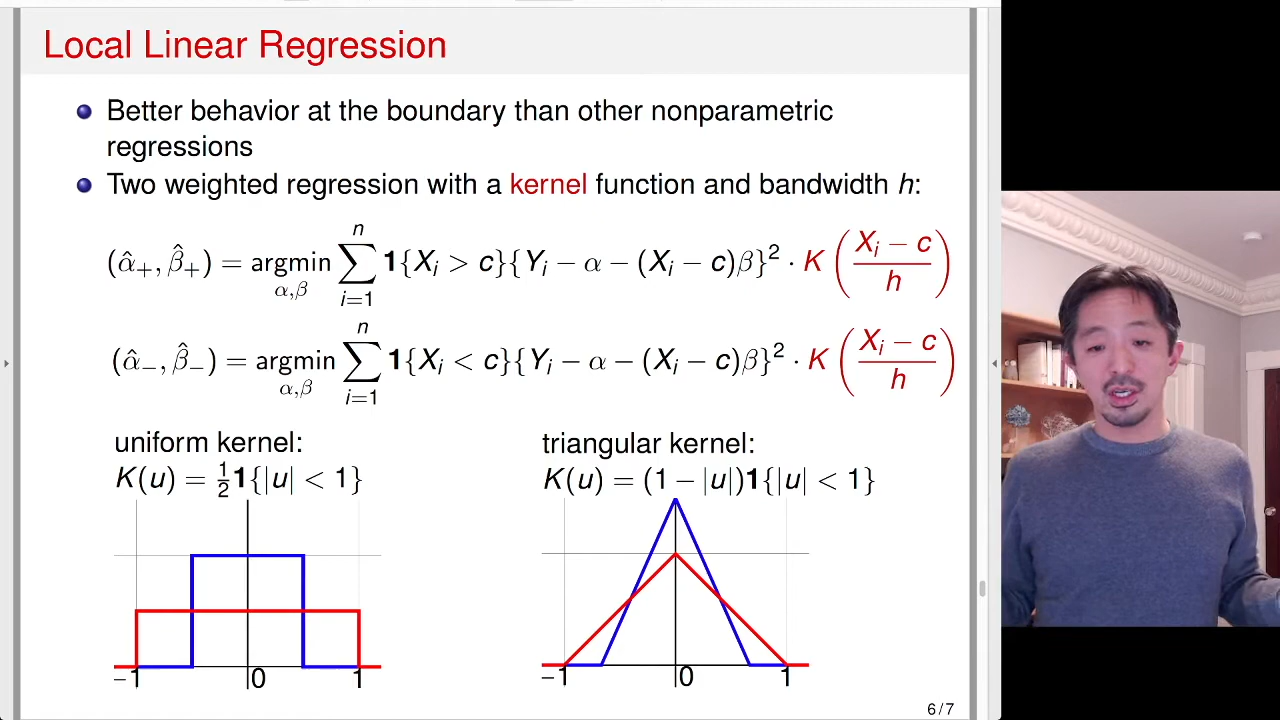 Local Linear Regression
Better behavior at the boundary than other nonparametric
regressions
Two weighted regression with a kernel function and bandwidth h:
(α̂₊, β̂₊) = argmin_{α,β} ∑_{i=1}^{n} 1{Xᵢ > c}{Yᵢ − α − (Xᵢ − c)β}² · K((Xᵢ − c)/h)
(α̂₋, β̂₋) = argmin_{α,β} ∑_{i=1}^{n} 1{Xᵢ < c}{Yᵢ − α − (Xᵢ − c)β}² · K((Xᵢ − c)/h)
uniform kernel:
K(u) = ½1{|u| < 1}
−1 0 1
triangular kernel:
K(u) = (1 − |u|)1{|u| < 1}
−1 0 1
6 / 7